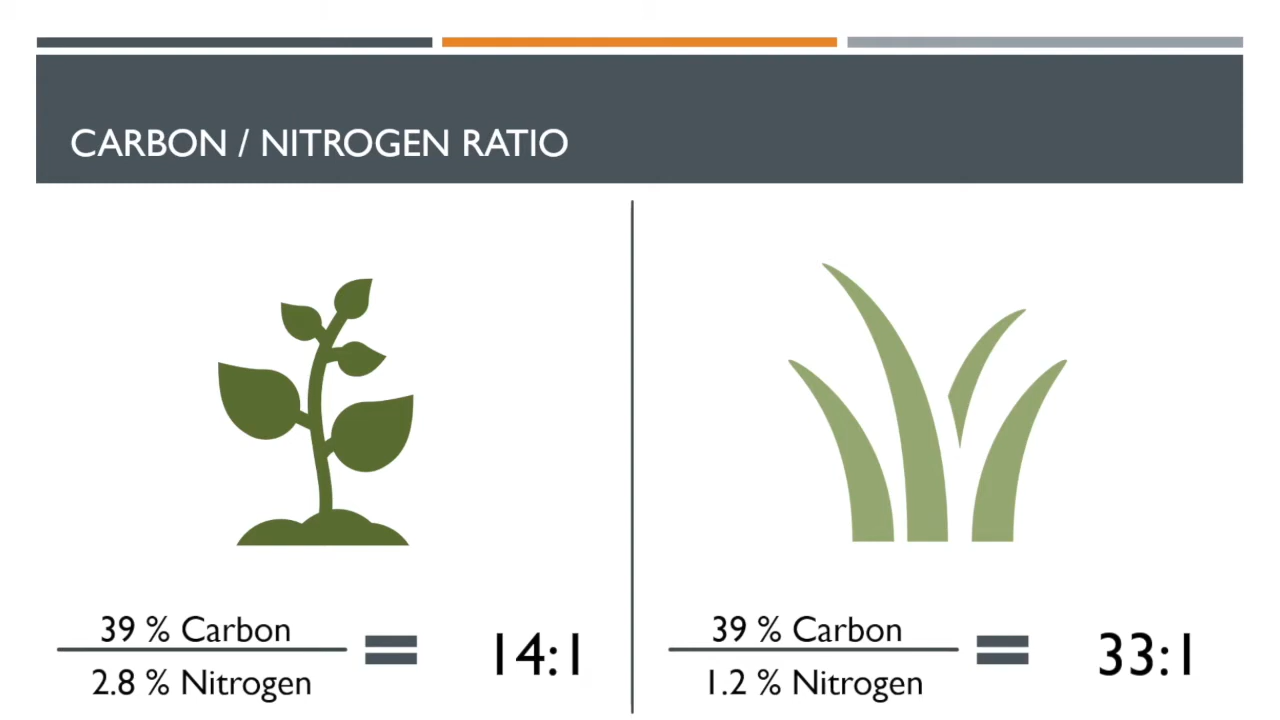 CARBON / NITROGEN RATIO
39 % Carbon
2.8 % Nitrogen
= 14:1
39 % Carbon
1.2 % Nitrogen
= 33:1